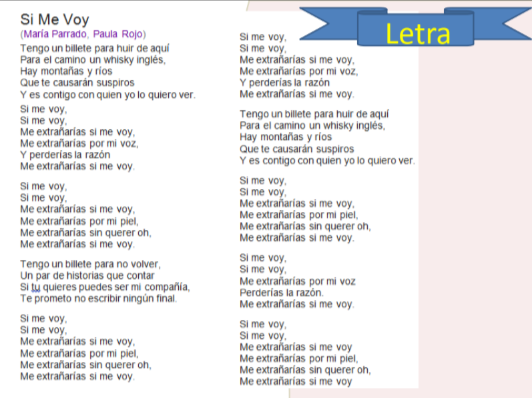 Si Me Voy
(María Parrado, Paula Rojo)
Tengo un billete para huir de aquí
Para el camino un whisky inglés,
Hay montañas y ríos
Que te causarán suspiros
Y es contigo con quien yo lo quiero ver.
Si me voy,
Si me voy,
Me extrañarías si me voy,
Me extrañarías por mi voz,
Y perderías la razón
Me extrañarías si me voy.
Si me voy,
Si me voy,
Me extrañarías si me voy,
Me extrañarías por mi piel,
Me extrañarías sin querer oh,
Me extrañarías si me voy.
Tengo un billete para no volver,
Un par de historias que contar
Si tu quieres puedes ser mi compañía,
Te prometo no escribir ningún final.
Si me voy,
Si me voy,
Me extrañarías si me voy,
Me extrañarías por mi piel,
Me extrañarías sin querer oh,
Me extrañarías si me voy.
Letra
Si me voy,
Si me voy,
Me extrañarías si me voy,
Me extrañarías por mi voz,
Y perderías la razón
Me extrañarías si me voy.
Tengo un billete para huir de aquí
Para el camino un whisky inglés,
Hay montañas y ríos
Que te causarán suspiros
Y es contigo con quien yo lo quiero ver.
Si me voy,
Si me voy,
Me extrañarías si me voy,
Me extrañarías por mi piel,
Me extrañarías sin querer oh,
Me extrañarías si me voy.
Si me voy,
Si me voy,
Me extrañarías por mi voz
Perderías la razón.
Me extrañarías si me voy.
Si me voy,
Si me voy,
Me extrañarías si me voy
Me extrañarías por mi piel,
Me extrañarías sin querer oh,
Me extrañarías si me voy